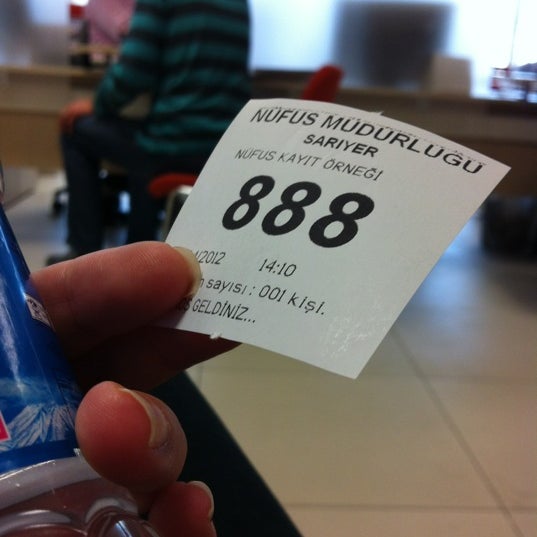 NÜFUS MÜDÜRLÜĞÜ
SARIYER
NÜFUS KAYIT ÖRNEĞİ
888
/2012 14:10
sayısı : 001 kişi.
GELDİNİZ...